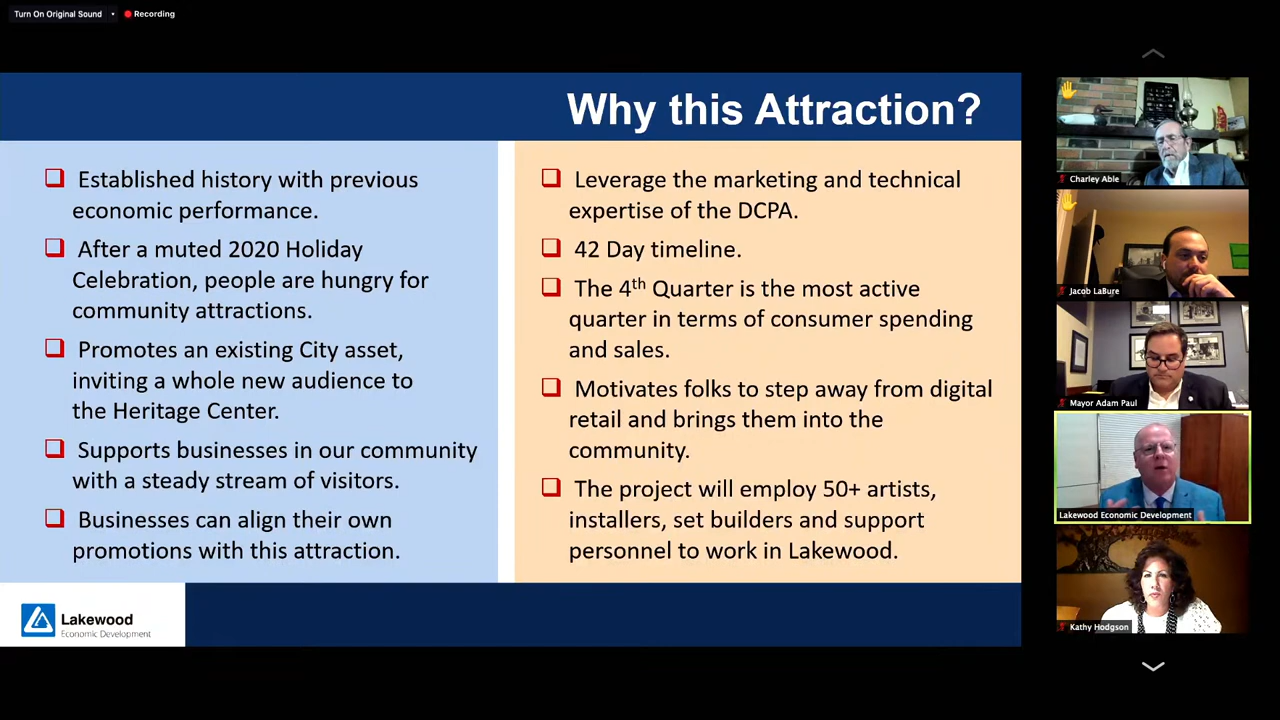 Turn On Original Sound
Recording
Why this Attraction?
Established history with previous
economic performance.
After a muted 2020 Holiday
Celebration, people are hungry for
community attractions.
Promotes an existing City asset,
inviting a whole new audience to
the Heritage Center.
Supports businesses in our community
with a steady stream of visitors.
Businesses can align their own
promotions with this attraction.
Leverage the marketing and technical
expertise of the DCPA.
42 Day timeline.
The 4th Quarter is the most active
quarter in terms of consumer spending
and sales.
Motivates folks to step away from digital
retail and brings them into the
community.
The project will employ 50+ artists,
installers, set builders and support
personnel to work in Lakewood.
Lakewood
Economic Development
Charley Able
Jacob LaBure
Mayor Adam Paul
Lakewood Economic Development
Kathy Hodgson